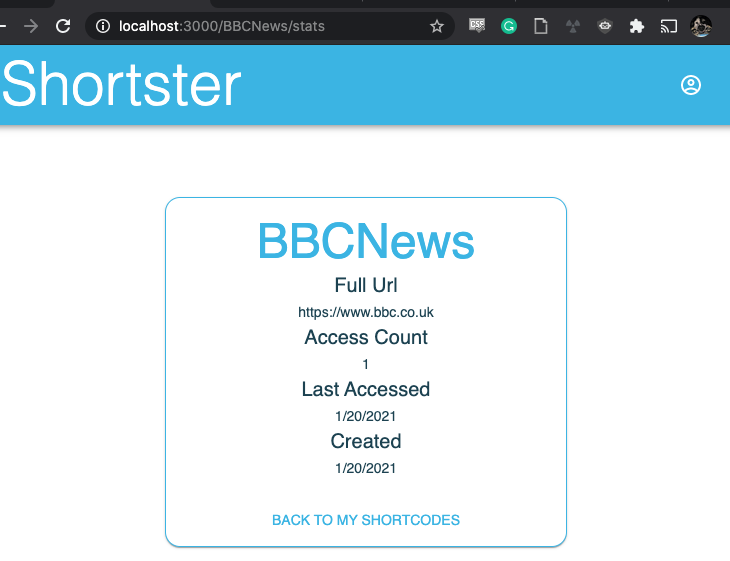 localhost:3000/BBCNews/stats
Shortster
BBCNews
Full Url
https://www.bbc.co.uk
Access Count
1
Last Accessed
1/20/2021
Created
1/20/2021
BACK TO MY SHORTCODES